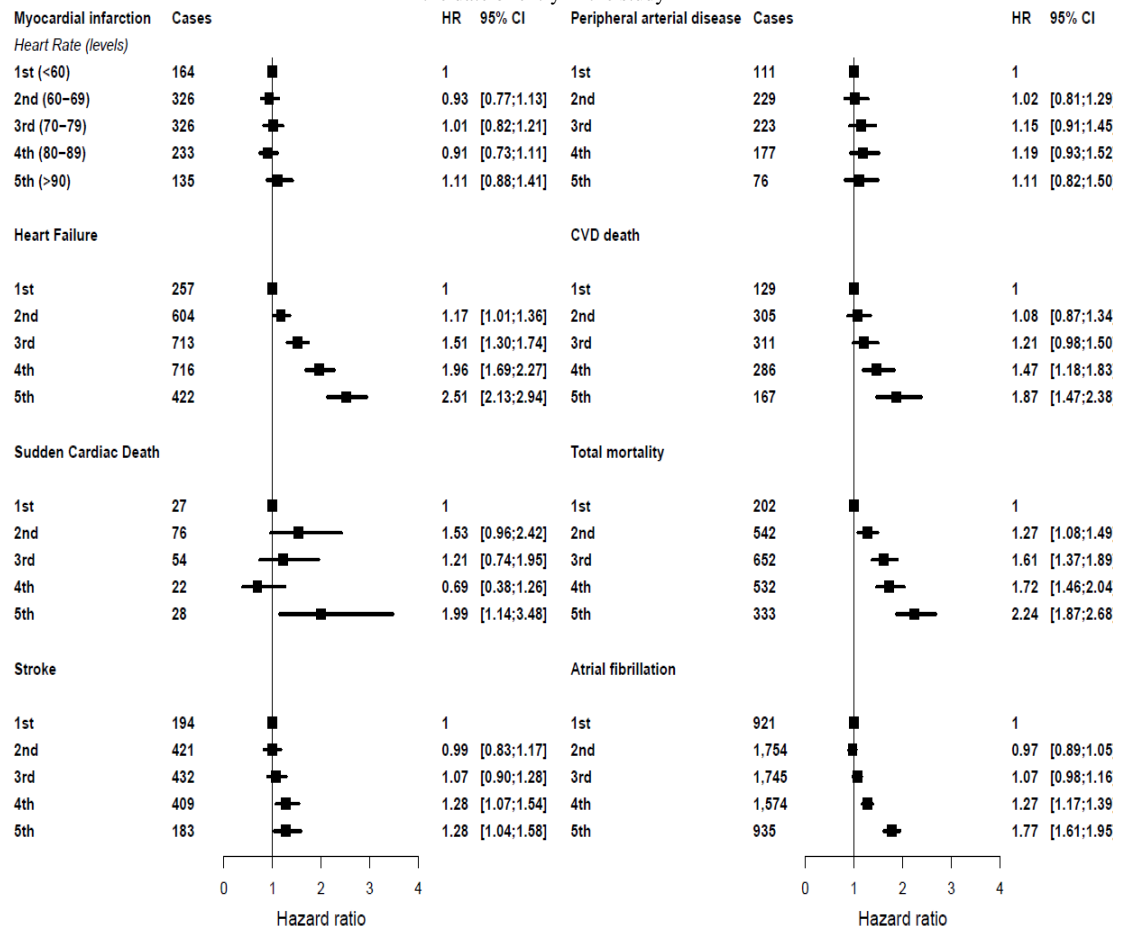 Myocardial infarction Cases HR 95% CI
Heart Rate (levels)
1st (<60) 164 1
2nd (60−69) 326 0.93 [0.77;1.13]
3rd (70−79) 326 1.01 [0.82;1.21]
4th (80−89) 233 0.91 [0.73;1.11]
5th (>90) 135 1.11 [0.88;1.41]
Heart Failure
1st 257 1
2nd 604 1.17 [1.01;1.36]
3rd 713 1.51 [1.30;1.74]
4th 716 1.96 [1.69;2.27]
5th 422 2.51 [2.13;2.94]
Sudden Cardiac Death
1st 27 1
2nd 76 1.53 [0.96;2.42]
3rd 54 1.21 [0.74;1.95]
4th 22 0.69 [0.38;1.26]
5th 28 1.99 [1.14;3.48]
Stroke
1st 194 1
2nd 421 0.99 [0.83;1.17]
3rd 432 1.07 [0.90;1.28]
4th 409 1.28 [1.07;1.54]
5th 183 1.28 [1.04;1.58]
0 1 2 3 4
Hazard ratio
Peripheral arterial disease Cases HR 95% CI
1st 111 1
2nd 229 1.02 [0.81;1.29
3rd 223 1.15 [0.91;1.45
4th 177 1.19 [0.93;1.52
5th 76 1.11 [0.82;1.50
CVD death
1st 129 1
2nd 305 1.08 [0.87;1.34
3rd 311 1.21 [0.98;1.50
4th 286 1.47 [1.18;1.83
5th 167 1.87 [1.47;2.38
Total mortality
1st 202 1
2nd 542 1.27 [1.08;1.49
3rd 652 1.61 [1.37;1.89
4th 532 1.72 [1.46;2.04
5th 333 2.24 [1.87;2.68
Atrial fibrillation
1st 921 1
2nd 1,754 0.97 [0.89;1.05
3rd 1,745 1.07 [0.98;1.16
4th 1,574 1.27 [1.17;1.39
5th 935 1.77 [1.61;1.95
0 1 2 3 4
Hazard ratio